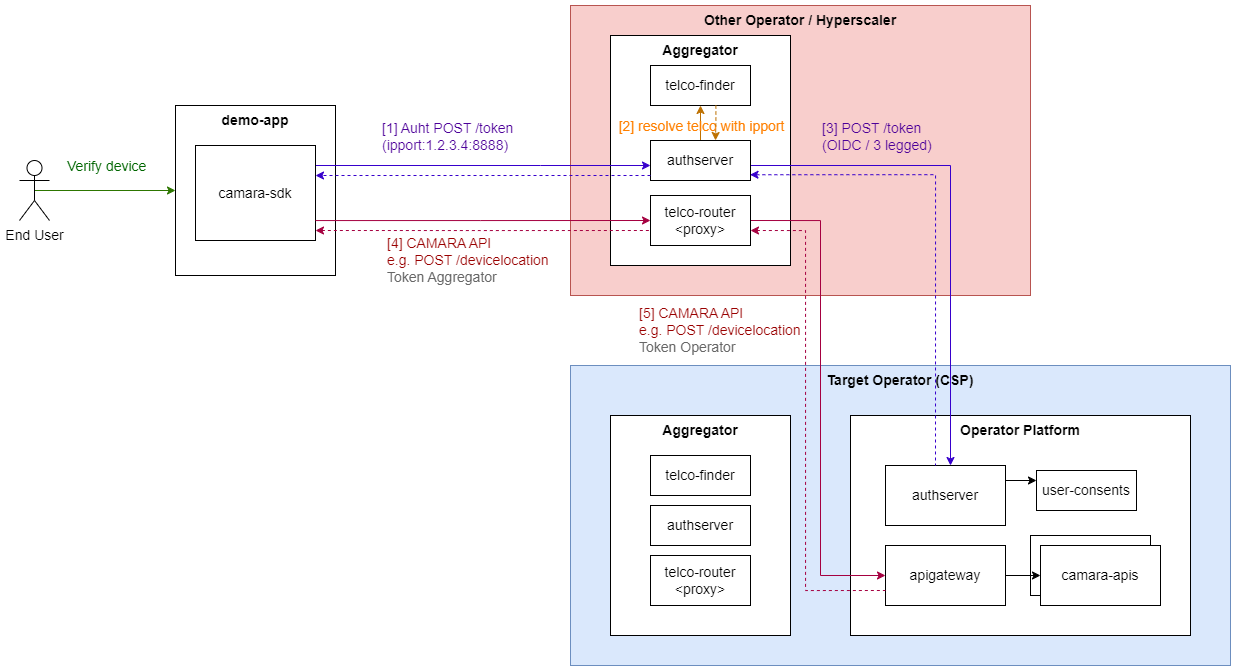 Other Operator / Hyperscaler
Aggregator
telco-finder
[2] resolve telco with ipport
authserver
telco-router
<proxy>
demo-app
camara-sdk
Verify device
End User
[1] Auht POST /token
(ipport:1.2.3.4:8888)
[3] POST /token
(OIDC / 3 legged)
[4] CAMARA API
e.g. POST /devicelocation
Token Aggregator
[5] CAMARA API
e.g. POST /devicelocation
Token Operator
Target Operator (CSP)
Aggregator
telco-finder
authserver
telco-router
<proxy>
Operator Platform
authserver
user-consents
apigateway
camara-apis